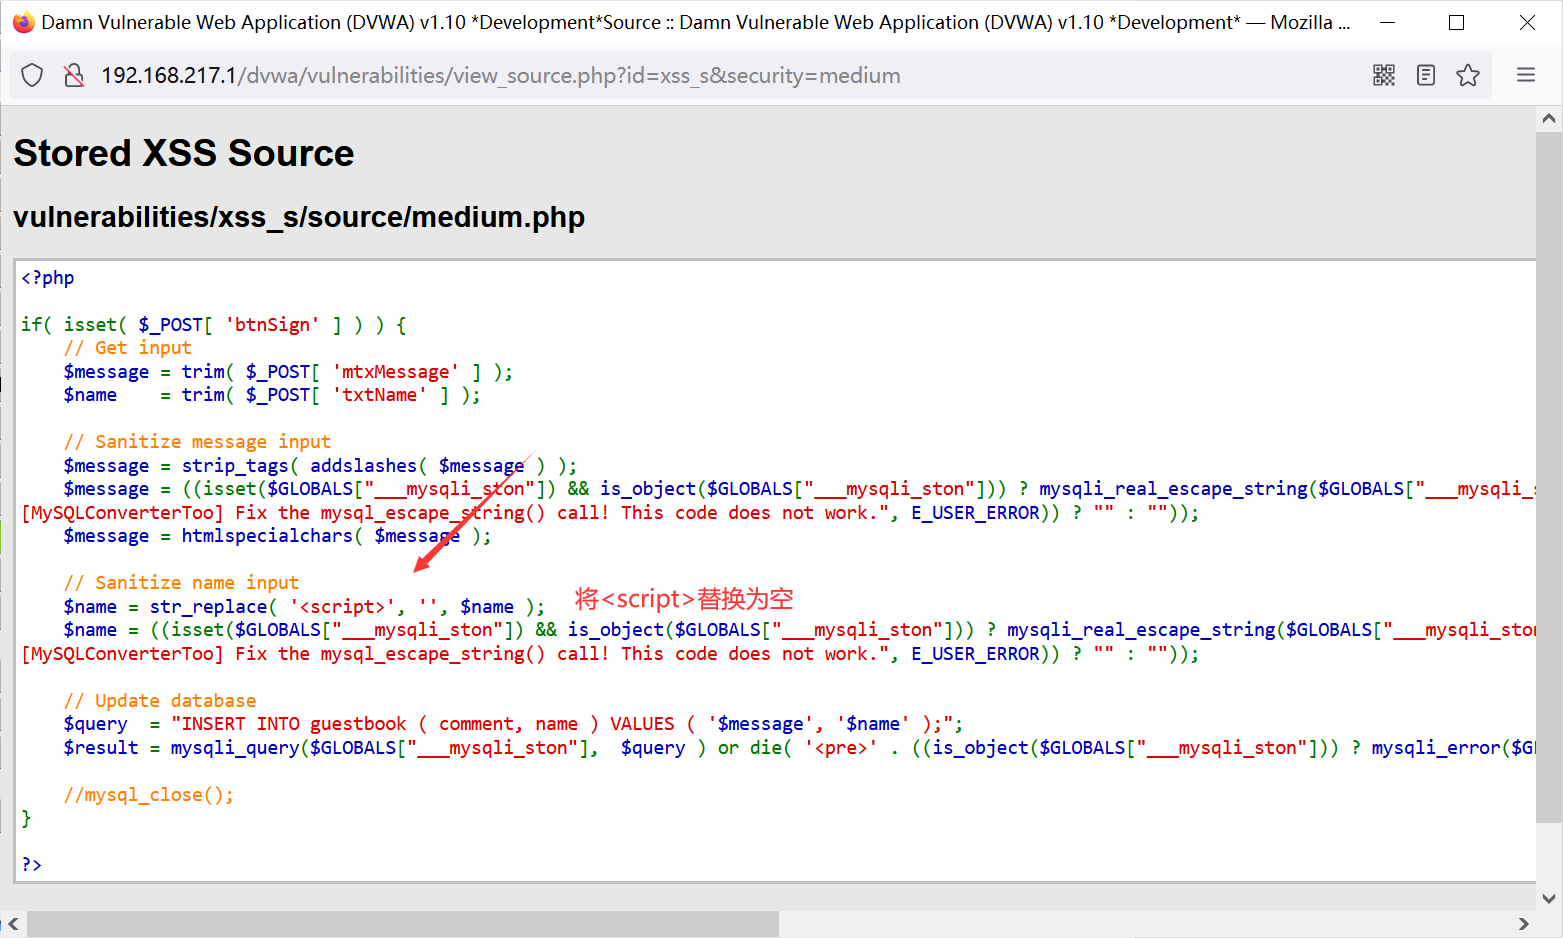 Damn Vulnerable Web Application (DVWA) v1.10 *Development*Source :: Damn Vulnerable Web Application (DVWA) v1.10 *Development* — Mozilla ...
192.168.217.1/dvwa/vulnerabilities/view_source.php?id=xss_s&security=medium
Stored XSS Source
vulnerabilities/xss_s/source/medium.php
<?php
if( isset( $_POST[ 'btnSign' ] ) ) {
    // Get input
    $message = trim( $_POST[ 'mtxMessage' ] );
    $name    = trim( $_POST[ 'txtName' ] );
    // Sanitize message input
    $message = strip_tags( addslashes( $message ) );
    $message = ((isset($GLOBALS["___mysqli_ston"]) && is_object($GLOBALS["___mysqli_ston"])) ? mysqli_real_escape_string($GLOBALS["___mysqli_s
[MySQLConverterToo] Fix the mysql_escape_string() call! This code does not work.", E_USER_ERROR)) ? "" : ""));
    $message = htmlspecialchars( $message );
    // Sanitize name input
    $name = str_replace( '<script>', '', $name ); 将<script>替换为空
    $name = ((isset($GLOBALS["___mysqli_ston"]) && is_object($GLOBALS["___mysqli_ston"])) ? mysqli_real_escape_string($GLOBALS["___mysqli_ston
[MySQLConverterToo] Fix the mysql_escape_string() call! This code does not work.", E_USER_ERROR)) ? "" : ""));
    // Update database
    $query  = "INSERT INTO guestbook ( comment, name ) VALUES ( '$message', '$name' );";
    $result = mysqli_query($GLOBALS["___mysqli_ston"],  $query ) or die( '<pre>' . ((is_object($GLOBALS["___mysqli_ston"])) ? mysqli_error($GL
    //mysql_close();
}
?>